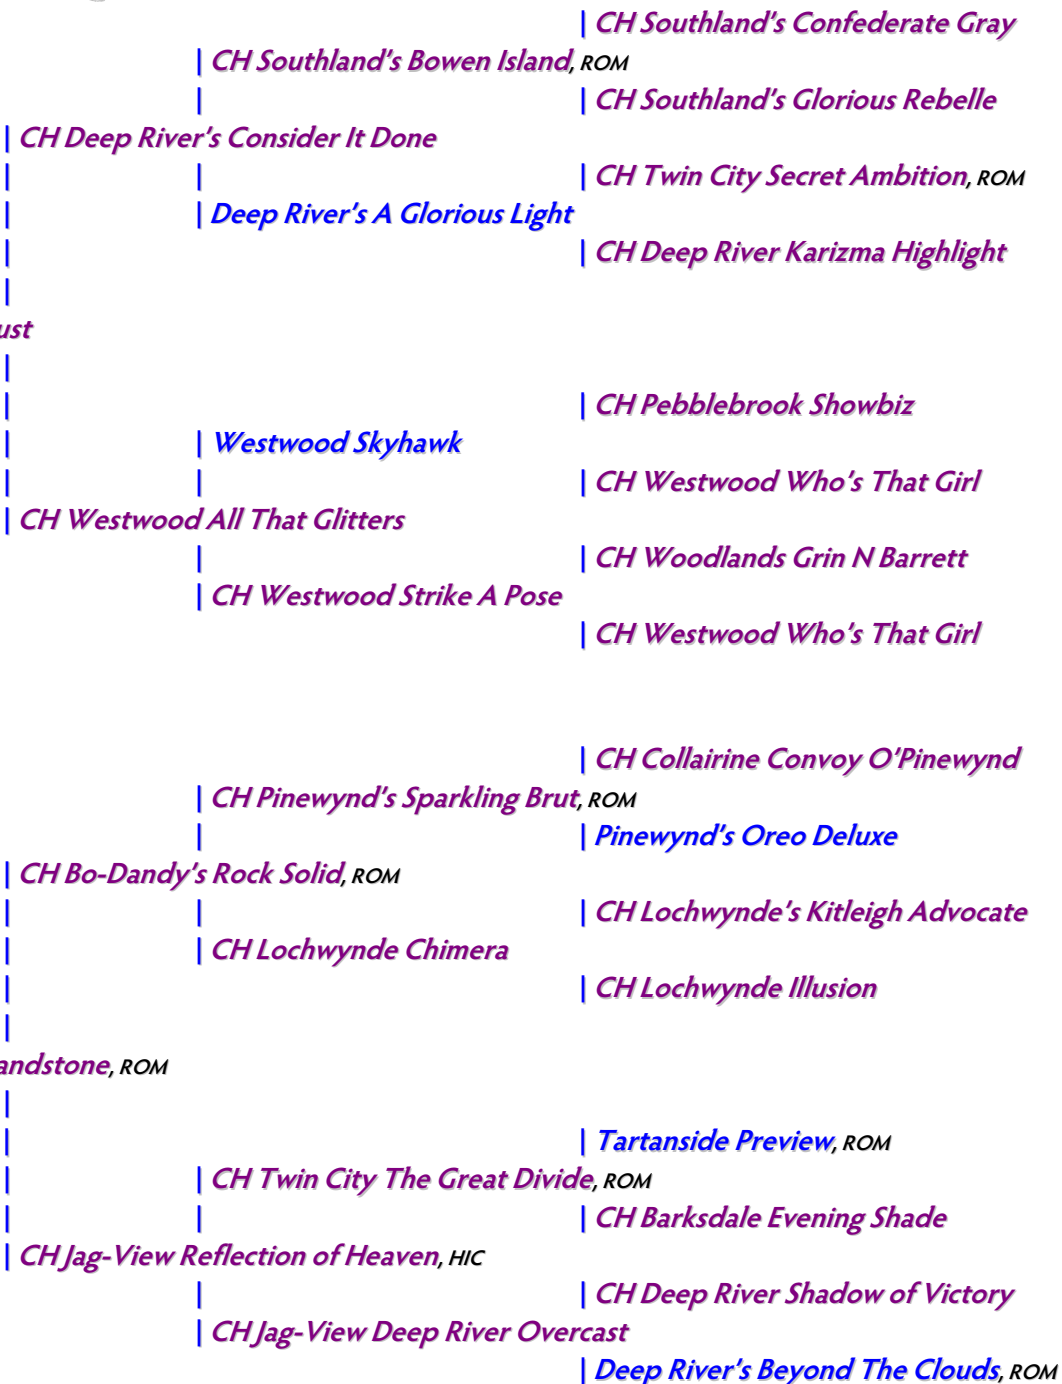 CH Southland's Confederate Gray
CH Southland's Bowen Island, ROM
CH Southland's Glorious Rebelle
CH Deep River's Consider It Done
CH Twin City Secret Ambition, ROM
Deep River's A Glorious Light
CH Deep River Karizma Highlight
ust
CH Pebblebrook Showbiz
Westwood Skyhawk
CH Westwood Who's That Girl
CH Westwood All That Glitters
CH Woodlands Grin N Barrett
CH Westwood Strike A Pose
CH Westwood Who's That Girl
CH Collairine Convoy O'Pinewynd
CH Pinewynd's Sparkling Brut, ROM
Pinewynd's Oreo Deluxe
CH Bo-Dandy's Rock Solid, ROM
CH Lochwynde's Kitleigh Advocate
CH Lochwynde Chimera
CH Lochwynde Illusion
andstone, ROM
Tartanside Preview, ROM
CH Twin City The Great Divide, ROM
CH Barksdale Evening Shade
CH Jag-View Reflection of Heaven, HIC
CH Deep River Shadow of Victory
CH Jag-View Deep River Overcast
Deep River's Beyond The Clouds, ROM